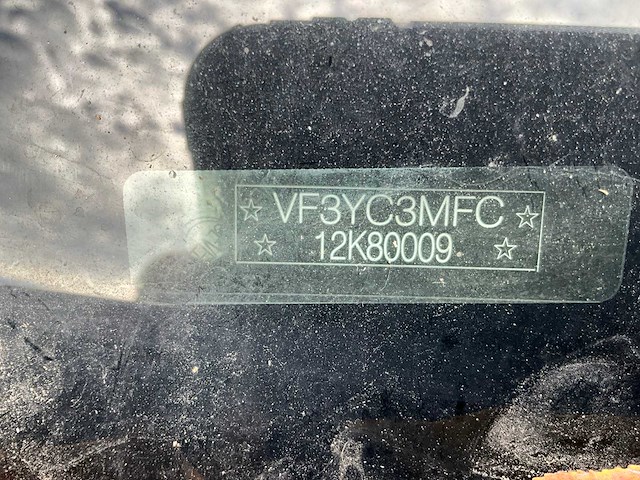 ☆ VF3YC3MFC ☆
☆ 12K80009 ☆